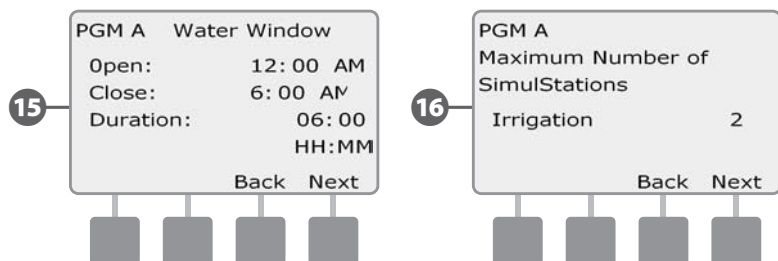 15
PGM A Water Window
Open: 12:00 AM
Close: 6:00 AM
Duration: 06:00
HH:MM
Back Next
16
PGM A
Maximum Number of
SimulStations
Irrigation 2
Back Next